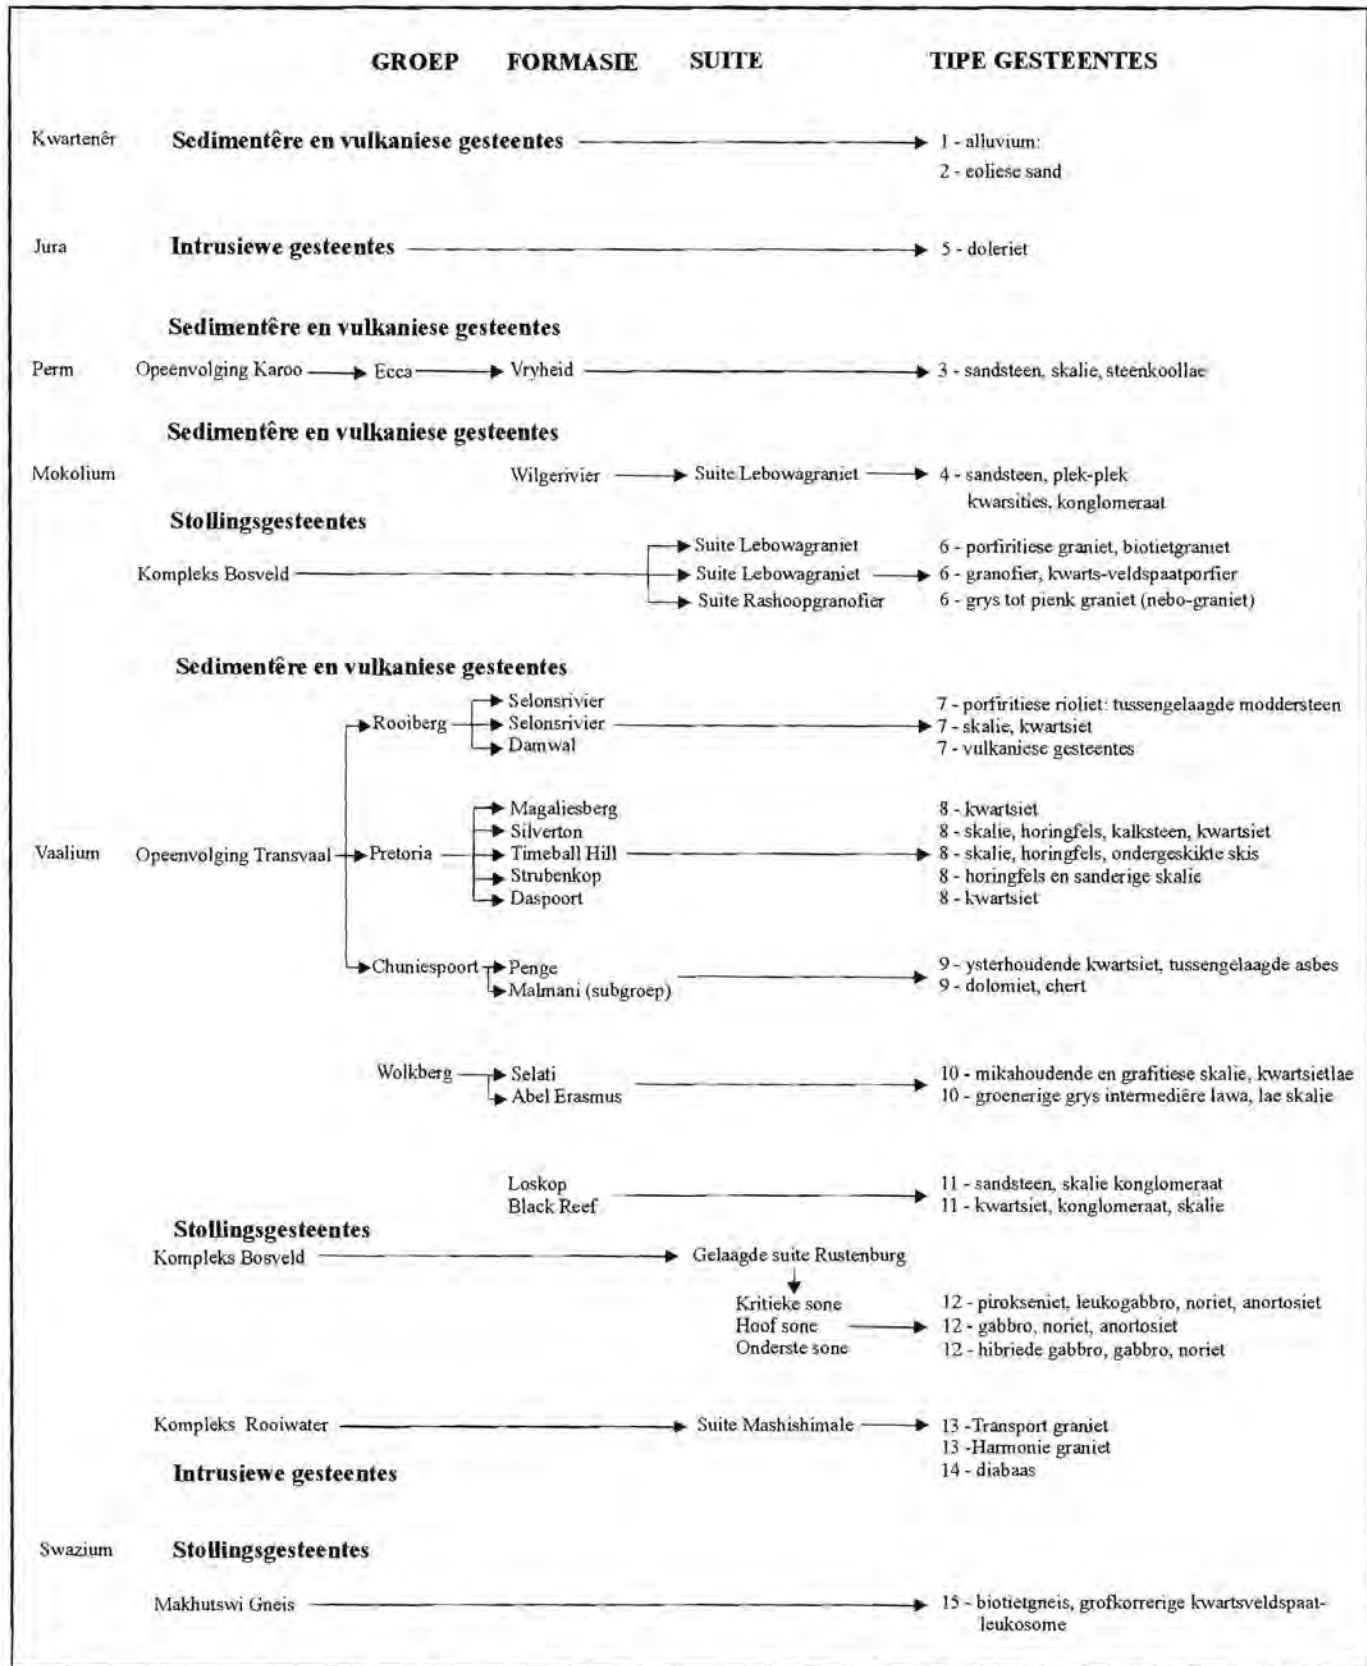 GROEP FORMASIE SUITE TIPE GESTEENTES
Kwartenêr Sedimentêre en vulkaniese gesteentes 1 - alluvium:
2 - eoliese sand
Jura Intrusiewe gesteentes 5 - doleriet
Sedimentêre en vulkaniese gesteentes
Perm Opeenvolging Karoo Ecca Vryheid 3 - sandsteen, skalie, steenkoollae
Sedimentêre en vulkaniese gesteentes
Mokolium Wilgerivier Suite Lebowagraniet 4 - sandsteen, plek-plek
kwarsities, konglomeraat
Stollingsgesteentes
Suite Lebowagraniet 6 - porfiritiese graniet, biotietgraniet
Kompleks Bosveld Suite Lebowagraniet 6 - granofier, kwarts-veldspaatporfier
Suite Rashoopgranofier 6 - grys tot pienk graniet (nebo-graniet)
Sedimentêre en vulkaniese gesteentes
Selonsrivier 7 - porfiritiese rioliet: tussengelaagde moddersteen
Rooiberg Selonsrivier 7 - skalie, kwartsiet
Damwal 7 - vulkaniese gesteentes
Magaliesberg 8 - kwartsiet
Silverton 8 - skalie, horingfels, kalksteen, kwartsiet
Vaalium Opeenvolging Transvaal Pretoria Timeball Hill 8 - skalie, horingfels, ondergeskikte skis
Strubenkop 8 - horingfels en sanderige skalie
Daspoort 8 - kwartsiet
Chuniespoort Penge 9 - ysterhoudende kwartsiet, tussengelaagde asbes
Malmani (subgroep) 9 - dolomiet, chert
Wolkberg Selati 10 - mikahoudende en grafitiese skalie, kwartsietlae
Abel Erasmus 10 - groenerige grys intermediêre lawa, lae skalie
Loskop 11 - sandsteen, skalie konglomeraat
Black Reef 11 - kwartsiet, konglomeraat, skalie
Stollingsgesteentes
Kompleks Bosveld Gelaagde suite Rustenburg
Kritieke sone 12 - pirokseniet, leukogabbro, noriet, anortosiet
Hoof sone 12 - gabbro, noriet, anortosiet
Onderste sone 12 - hibriede gabbro, gabbro, noriet
Kompleks Rooiwater Suite Mashishimale 13 -Transport graniet
13 -Harmonie graniet
Intrusiewe gesteentes 14 - diabaas
Swazium Stollingsgesteentes
Makhutswi Gneis 15 - biotietgneis, grofkorrerige kwartsveldspaat-
leukosome